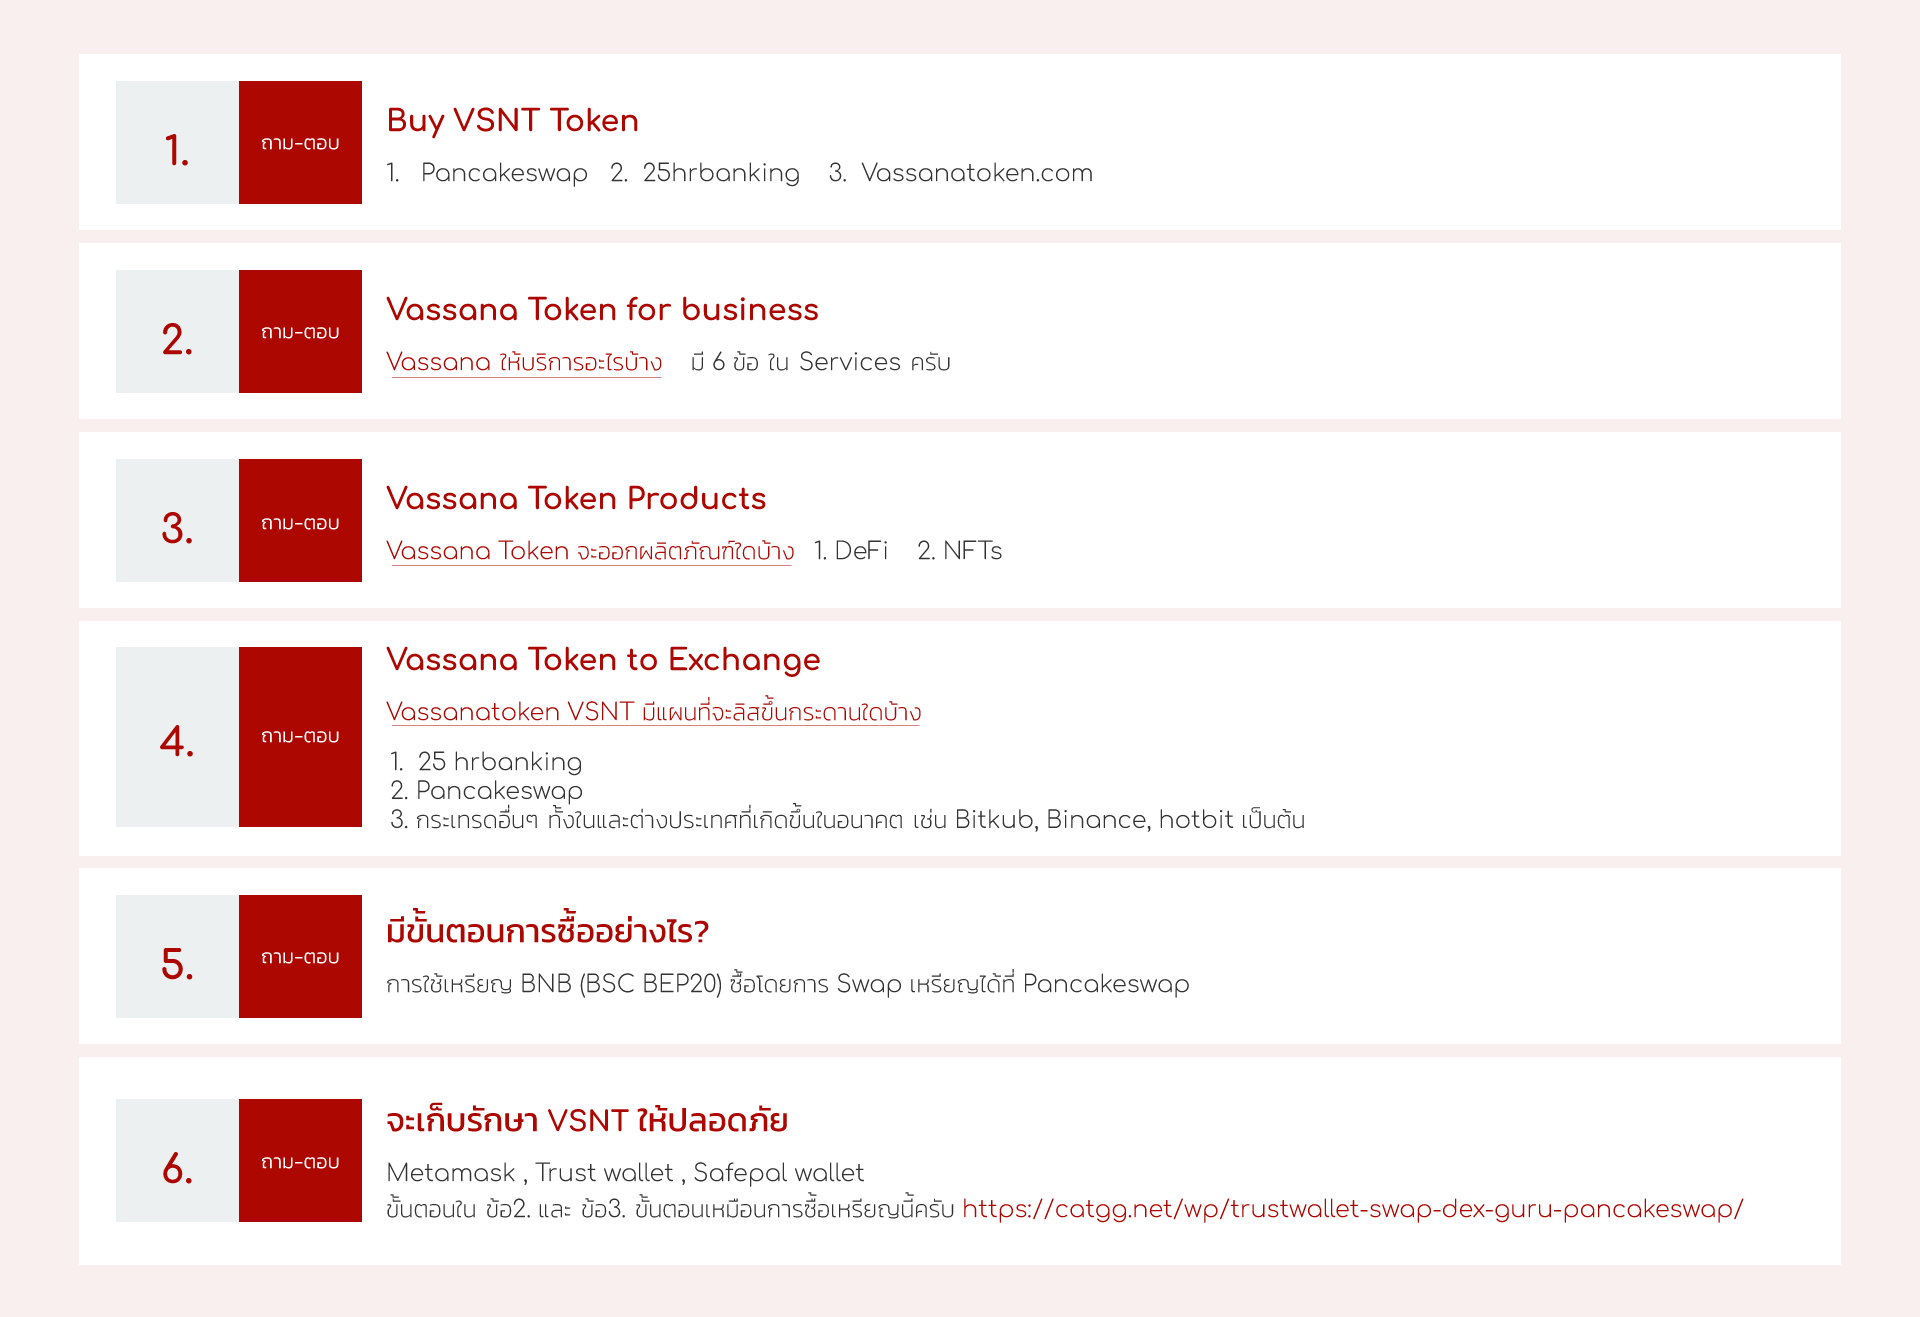 1.
ถาม-ตอบ
Buy VSNT Token
1. Pancakeswap 2. 25hrbanking 3. Vassanatoken.com
2.
ถาม-ตอบ
Vassana Token for business
Vassana ให้บริการอะไรบ้าง มี 6 ข้อ ใน Services ครับ
3.
ถาม-ตอบ
Vassana Token Products
Vassana Token จะออกผลิตภัณฑ์ใดบ้าง 1. DeFi 2. NFTs
4.
ถาม-ตอบ
Vassana Token to Exchange
Vassanatoken VSNT มีแผนที่จะลิสขึ้นกระดานใดบ้าง
1. 25 hrbanking
2. Pancakeswap
3. กระเทรดอื่นๆ ทั้งในและต่างประเทศที่เกิดขึ้นในอนาคต เช่น Bitkub, Binance, hotbit เป็นต้น
5.
ถาม-ตอบ
มีขั้นตอนการซื้ออย่างไร?
การใช้เหรียญ BNB (BSC BEP20) ซื้อโดยการ Swap เหรียญได้ที่ Pancakeswap
6.
ถาม-ตอบ
จะเก็บรักษา VSNT ให้ปลอดภัย
Metamask , Trust wallet , Safepal wallet
ขั้นตอนใน ข้อ2. และ ข้อ3. ขั้นตอนเหมือนการซื้อเหรียญนี้ครับ https://catgg.net/wp/trustwallet-swap-dex-guru-pancakeswap/